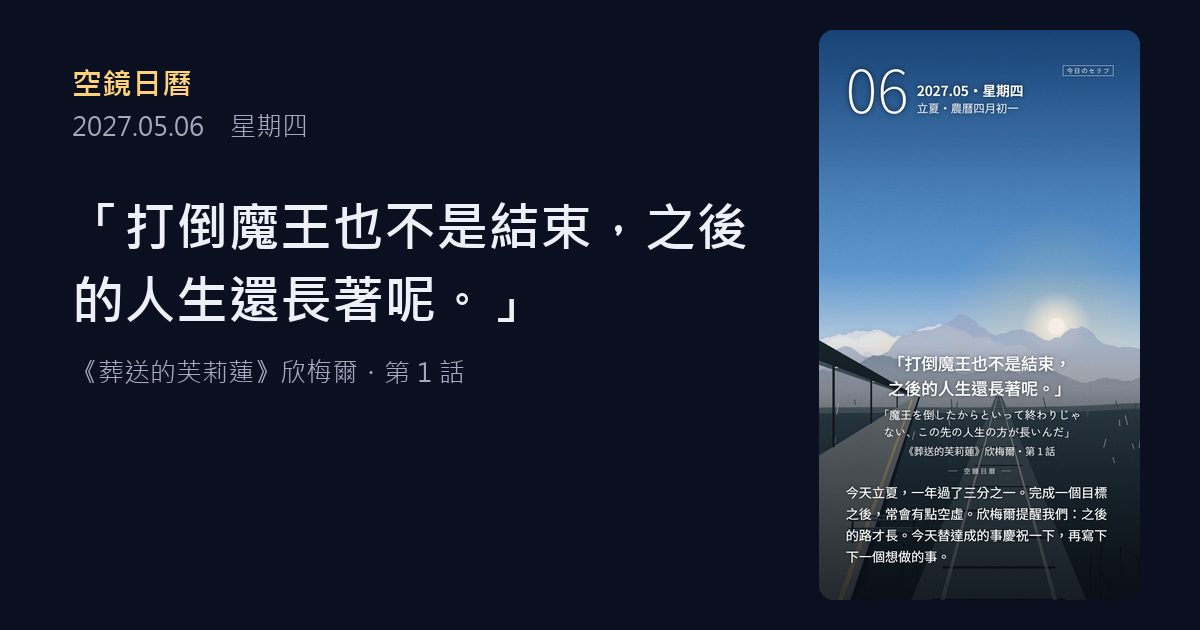 空鏡日曆
2027.05.06 星期四
「打倒魔王也不是結束，之後
的人生還長著呢。」
《葬送的芙莉蓮》欣梅爾・第 1 話
06
2027.05・星期四
立夏・農曆四月初一
今日のセリフ
「打倒魔王也不是結束，
之後的人生還長著呢。」
「魔王を倒したからといって終わりじゃ
ない、この先の人生の方が長いんだ」
《葬送的芙莉蓮》欣梅爾・第 1 話
— 空鏡日曆 —
今天立夏，一年過了三分之一。完成一個目標
之後，常會有點空虛。欣梅爾提醒我們：之後
的路才長。今天替達成的事慶祝一下，再寫下
下一個想做的事。